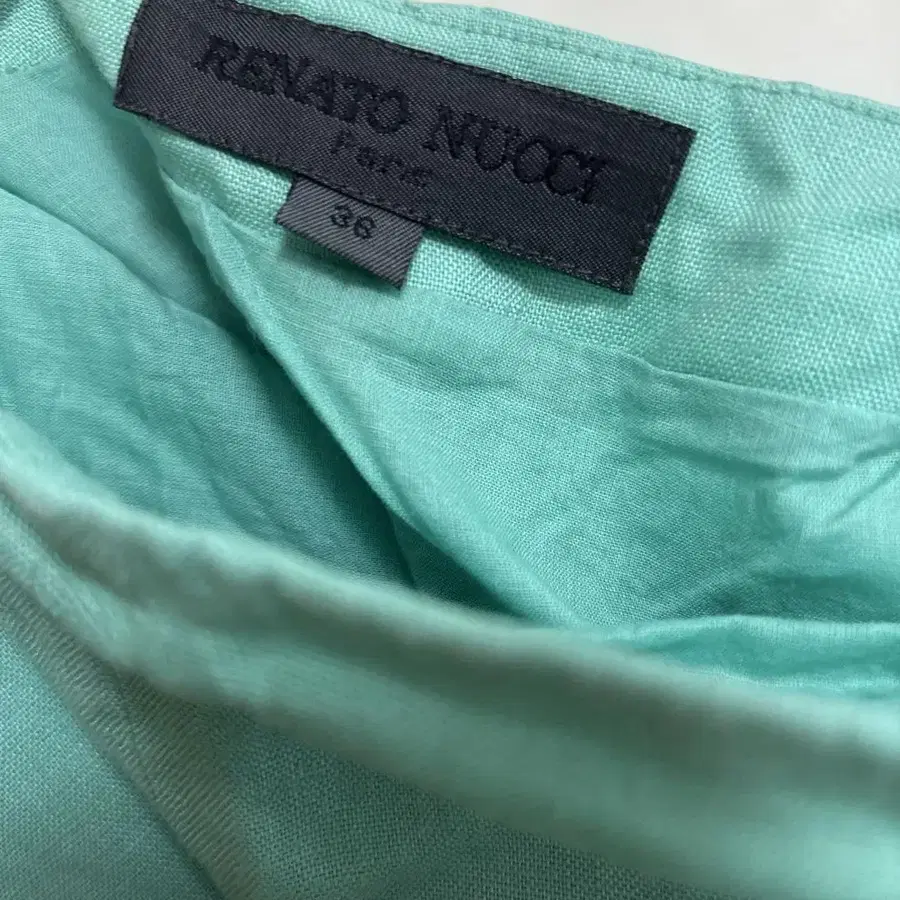 RENATO NUCCI
Paris
36